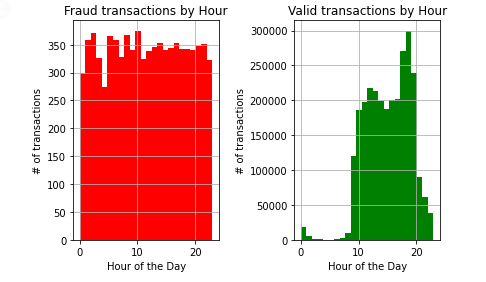 Fraud transactions by Hour
# of transactions
350
300
250
200
150
100
50
0
0 10 20
Hour of the Day
Valid transactions by Hour
# of transactions
300000
250000
200000
150000
100000
50000
0
0 10 20
Hour of the Day